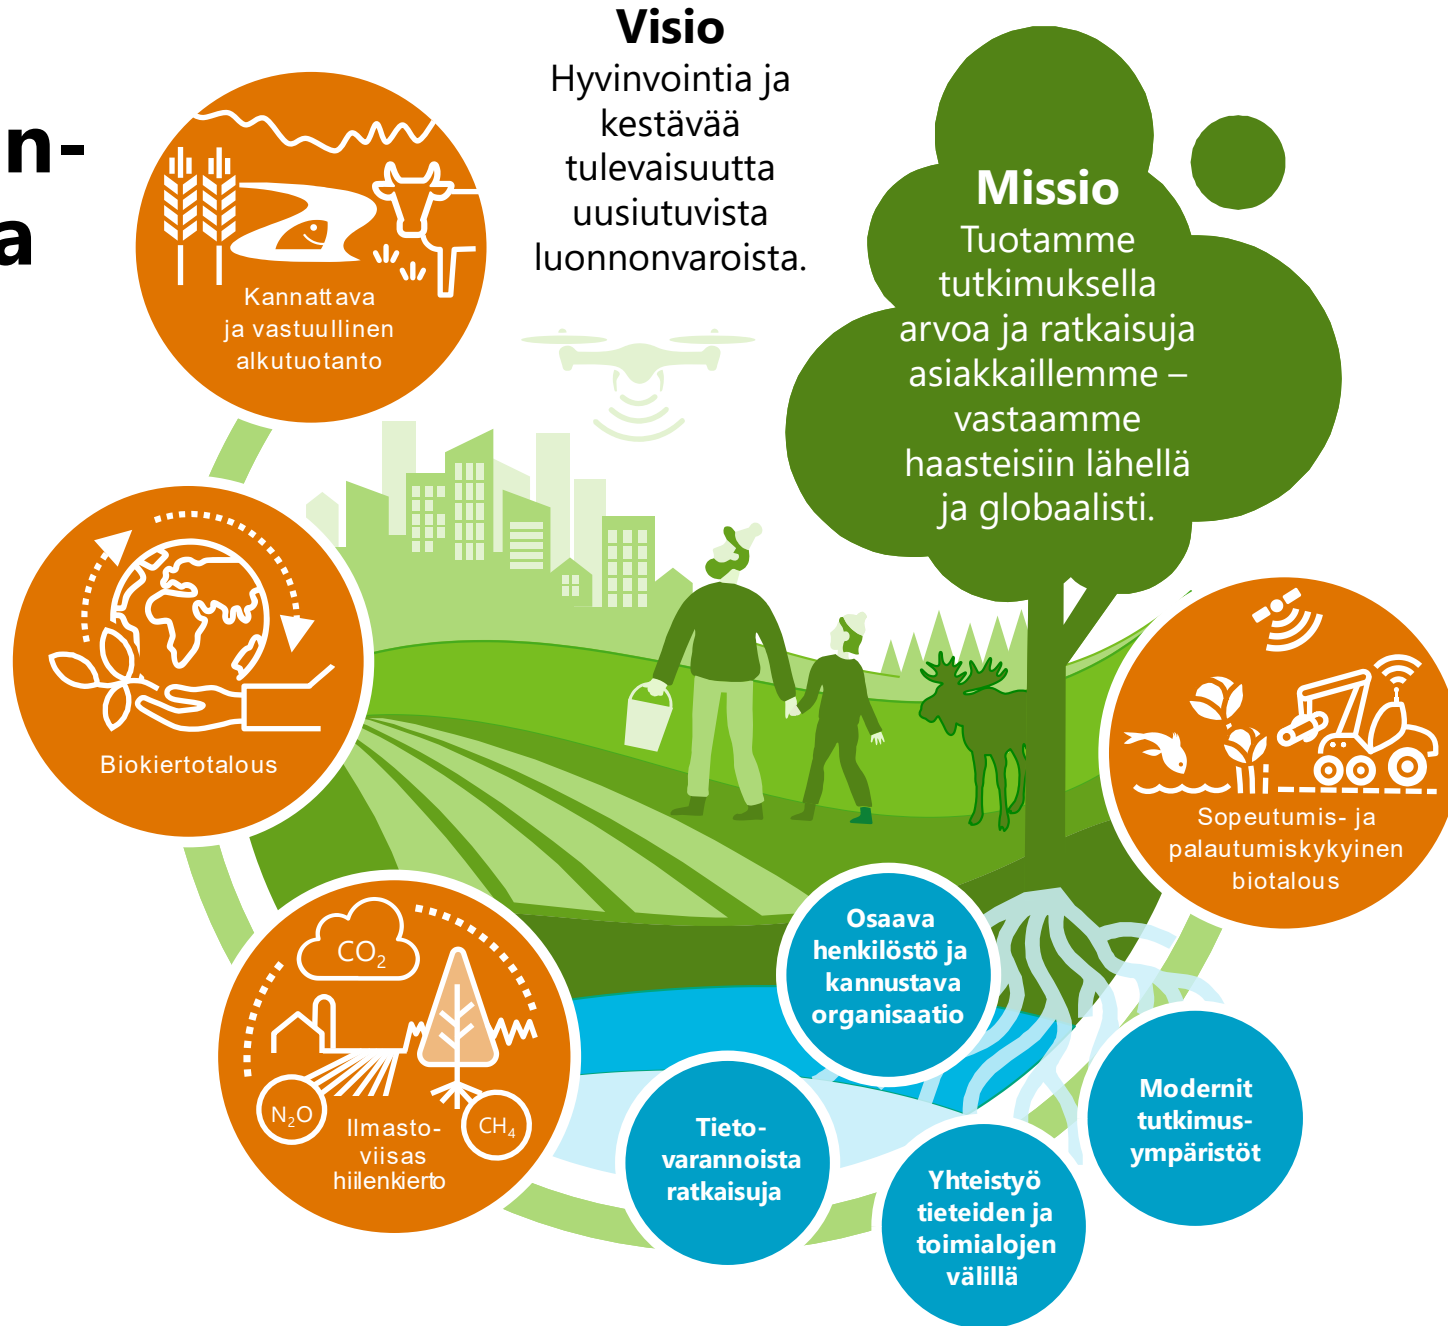 n-
a
Visio
Hyvinvointia ja
kestävää
tulevaisuutta
uusiutuvista
luonnonvaroista.
Missio
Tuotamme
tutkimuksella
arvoa ja ratkaisuja
asiakkaillemme –
vastaamme
haasteisiin lähellä
ja globaalisti.
Kannattava
ja vastuullinen
alkutuotanto
Biokiertotalous
CO₂
N₂O
CH₄
Ilmasto-
viisas
hiilenkierto
Sopeutumis- ja
palautumiskykyinen
biotalous
Osaava
henkilöstö ja
kannustava
organisaatio
Tieto-
varannoista
ratkaisuja
Yhteistyö
tieteiden ja
toimialojen
välillä
Modernit
tutkimus-
ympäristöt